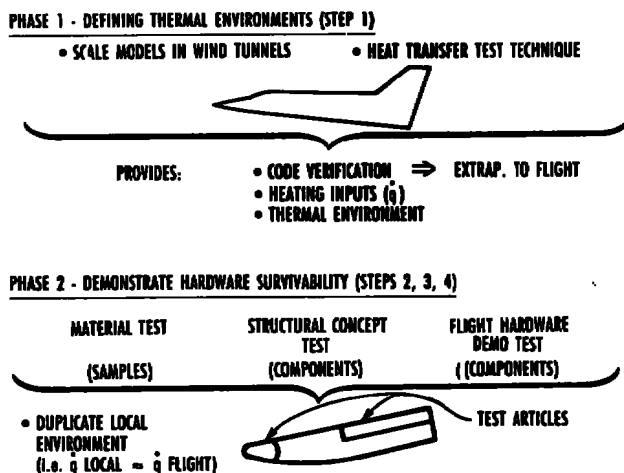 PHASE 1 - DEFINING THERMAL ENVIRONMENTS (STEP 1)
• SCALE MODELS IN WIND TUNNELS • HEAT TRANSFER TEST TECHNIQUE
PROVIDES: • CODE VERIFICATION ⇒ EXTRAP. TO FLIGHT
• HEATING INPUTS (q̇)
• THERMAL ENVIRONMENT
PHASE 2 - DEMONSTRATE HARDWARE SURVIVABILITY (STEPS 2, 3, 4)
MATERIAL TEST STRUCTURAL CONCEPT FLIGHT HARDWARE
TEST DEMO TEST
(SAMPLES) (COMPONENTS) ((COMPONENTS)
• DUPLICATE LOCAL TEST ARTICLES
ENVIRONMENT
(i.e. q̇ LOCAL ≈ q̇ FLIGHT)